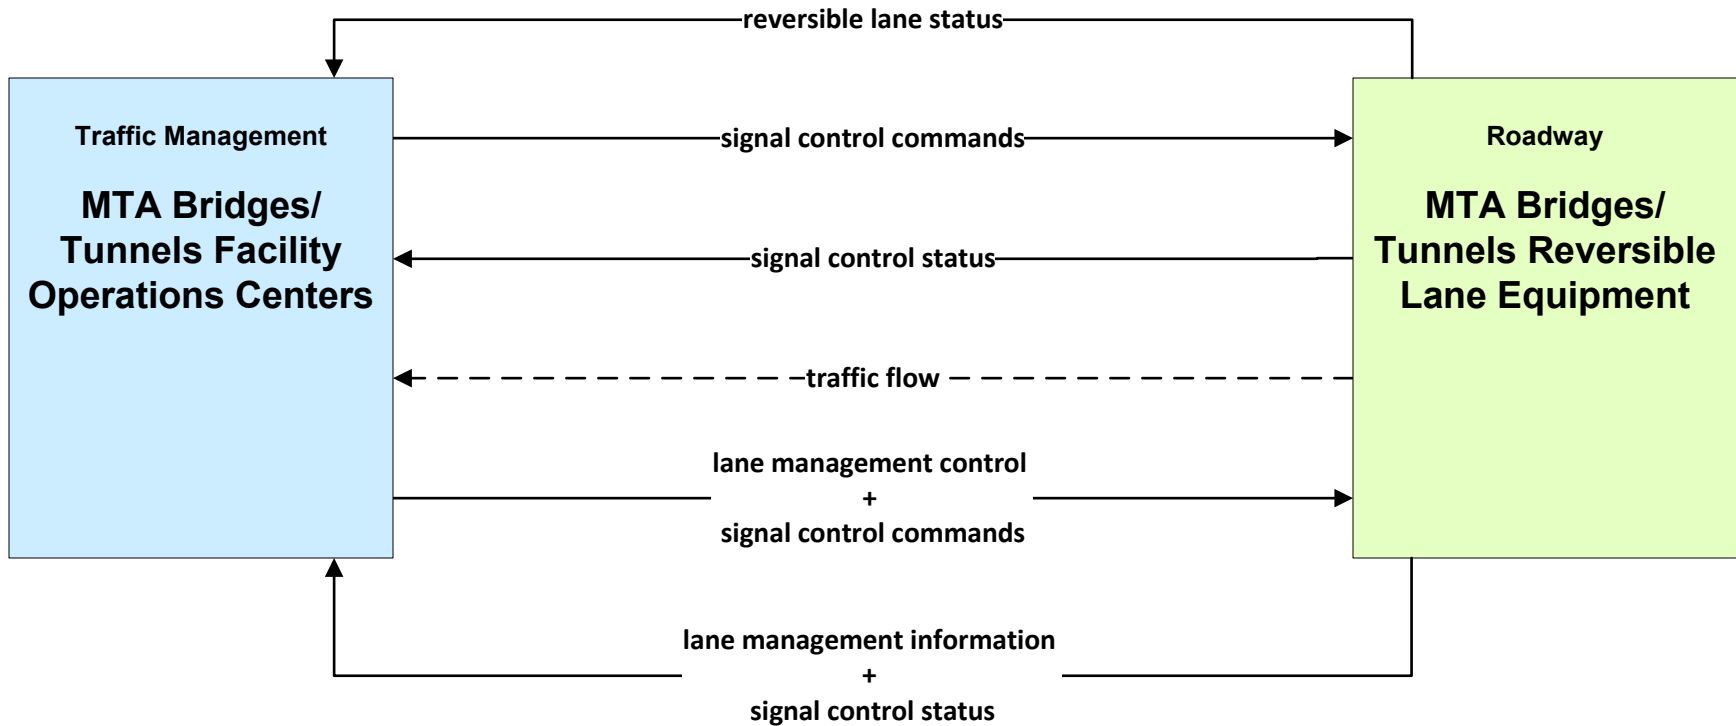 reversible lane status
Traffic Management
MTA Bridges/
Tunnels Facility
Operations Centers
signal control commands
signal control status
traffic flow
lane management control
+
signal control commands
lane management information
+
signal control status
Roadway
MTA Bridges/
Tunnels Reversible
Lane Equipment